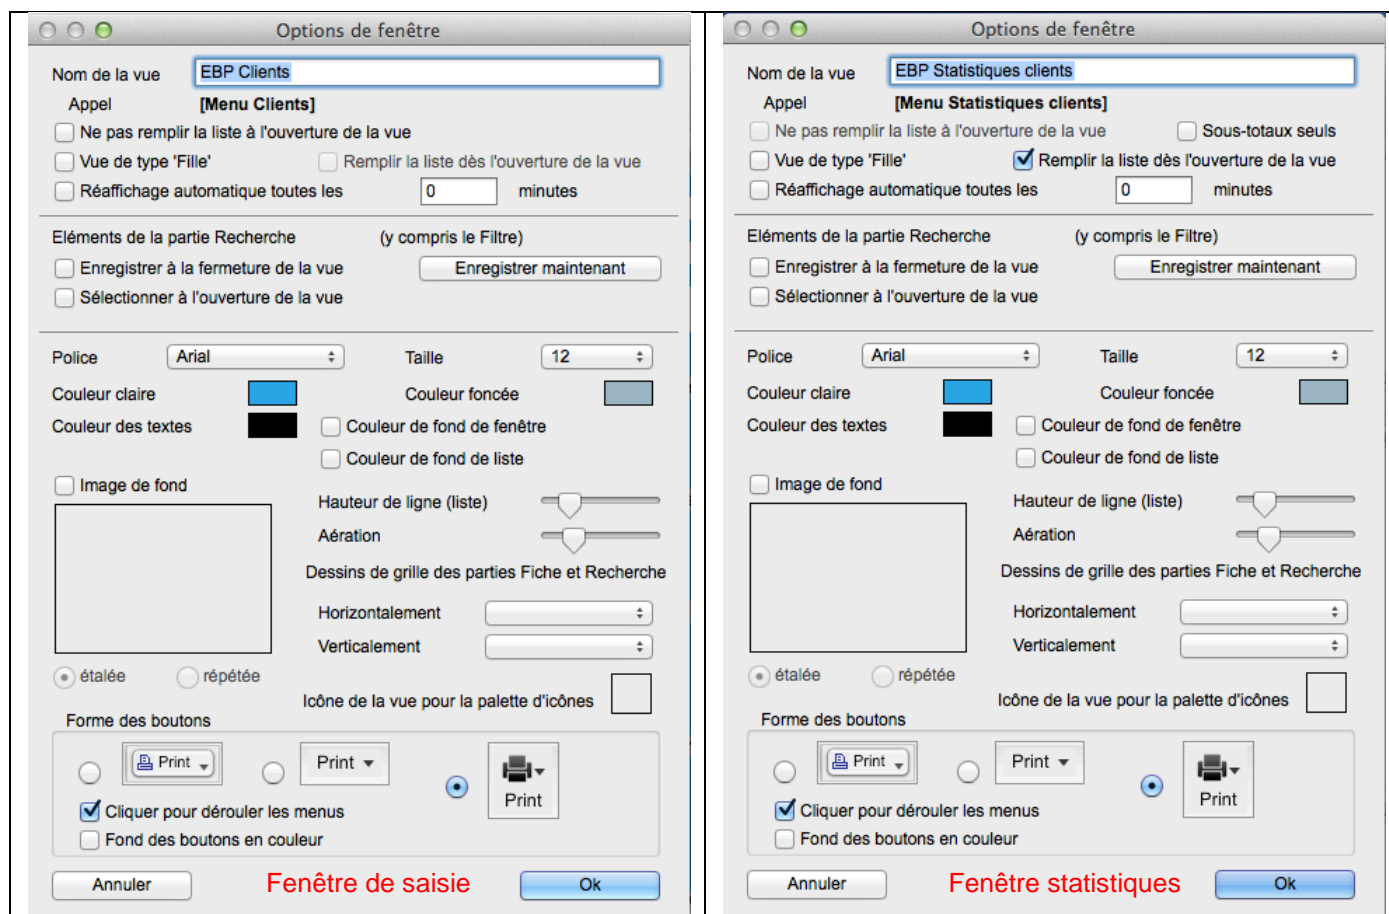 Options de fenêtre
Nom de la vue EBP Clients
Appel [Menu Clients]
Ne pas remplir la liste à l'ouverture de la vue
Vue de type 'Fille' Remplir la liste dès l'ouverture de la vue
Réaffichage automatique toutes les 0 minutes
Eléments de la partie Recherche (y compris le Filtre)
Enregistrer à la fermeture de la vue Enregistrer maintenant
Sélectionner à l'ouverture de la vue
Police Arial Taille 12
Couleur claire Couleur foncée
Couleur des textes Couleur de fond de fenêtre
Couleur de fond de liste
Image de fond
Hauteur de ligne (liste)
Aération
Dessins de grille des parties Fiche et Recherche
Horizontalement
Verticalement
étalée répétée
Icône de la vue pour la palette d'icônes
Forme des boutons
Print Print Print
Cliquer pour dérouler les menus
Fond des boutons en couleur
Annuler Fenêtre de saisie Ok
Options de fenêtre
Nom de la vue EBP Statistiques clients
Appel [Menu Statistiques clients]
Ne pas remplir la liste à l'ouverture de la vue Sous-totaux seuls
Vue de type 'Fille' Remplir la liste dès l'ouverture de la vue
Réaffichage automatique toutes les 0 minutes
Eléments de la partie Recherche (y compris le Filtre)
Enregistrer à la fermeture de la vue Enregistrer maintenant
Sélectionner à l'ouverture de la vue
Police Arial Taille 12
Couleur claire Couleur foncée
Couleur des textes Couleur de fond de fenêtre
Couleur de fond de liste
Image de fond
Hauteur de ligne (liste)
Aération
Dessins de grille des parties Fiche et Recherche
Horizontalement
Verticalement
étalée répétée
Icône de la vue pour la palette d'icônes
Forme des boutons
Print Print Print
Cliquer pour dérouler les menus
Fond des boutons en couleur
Annuler Fenêtre statistiques Ok